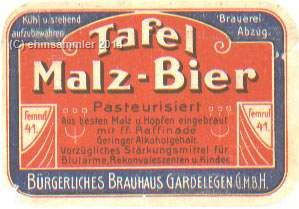 Kühl u. stehend
aufzubewahren.
Brauerei-
Abzug.
(C) ehmsammler 2014
Tafel
Malz-Bier
Pasteurisiert
Fernruf
41.
Fernruf
41.
Aus besten Malz u. Hopfen eingebraut
mit ff. Raffinade
Geringer Alkoholgehalt.
Vorzügliches Stärkungsmittel für
Blutarme, Rekonvaleszenten u. Kinder.
BÜRGERLICHES BRAUHAUS GARDELEGEN G.M.B.H.